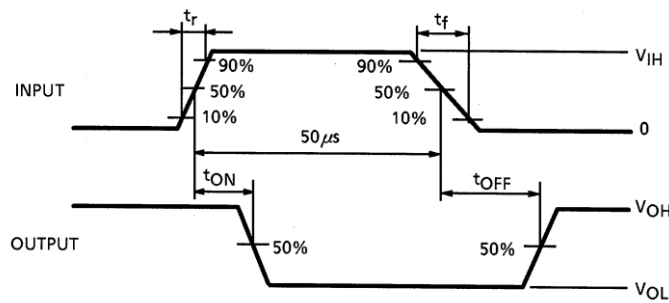 tr
tf
VIH
90%
90%
INPUT
50%
50%
10%
10%
0
50μs
tON
tOFF
VOH
OUTPUT
50%
50%
VOL